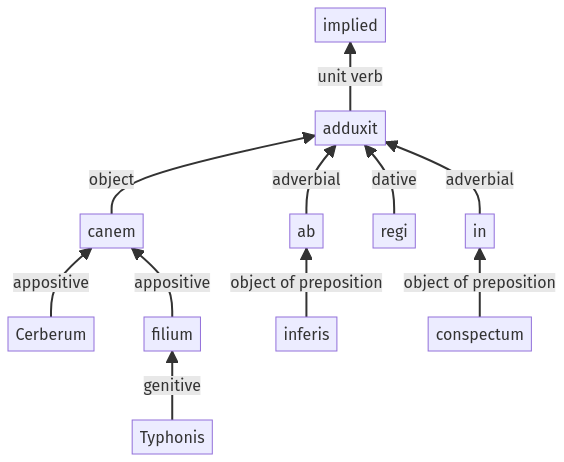 implied
unit verb
adduxit
object adverbial dative adverbial
canem ab regi in
appositive appositive object of preposition object of preposition
Cerberum filium inferis conspectum
genitive
Typhonis